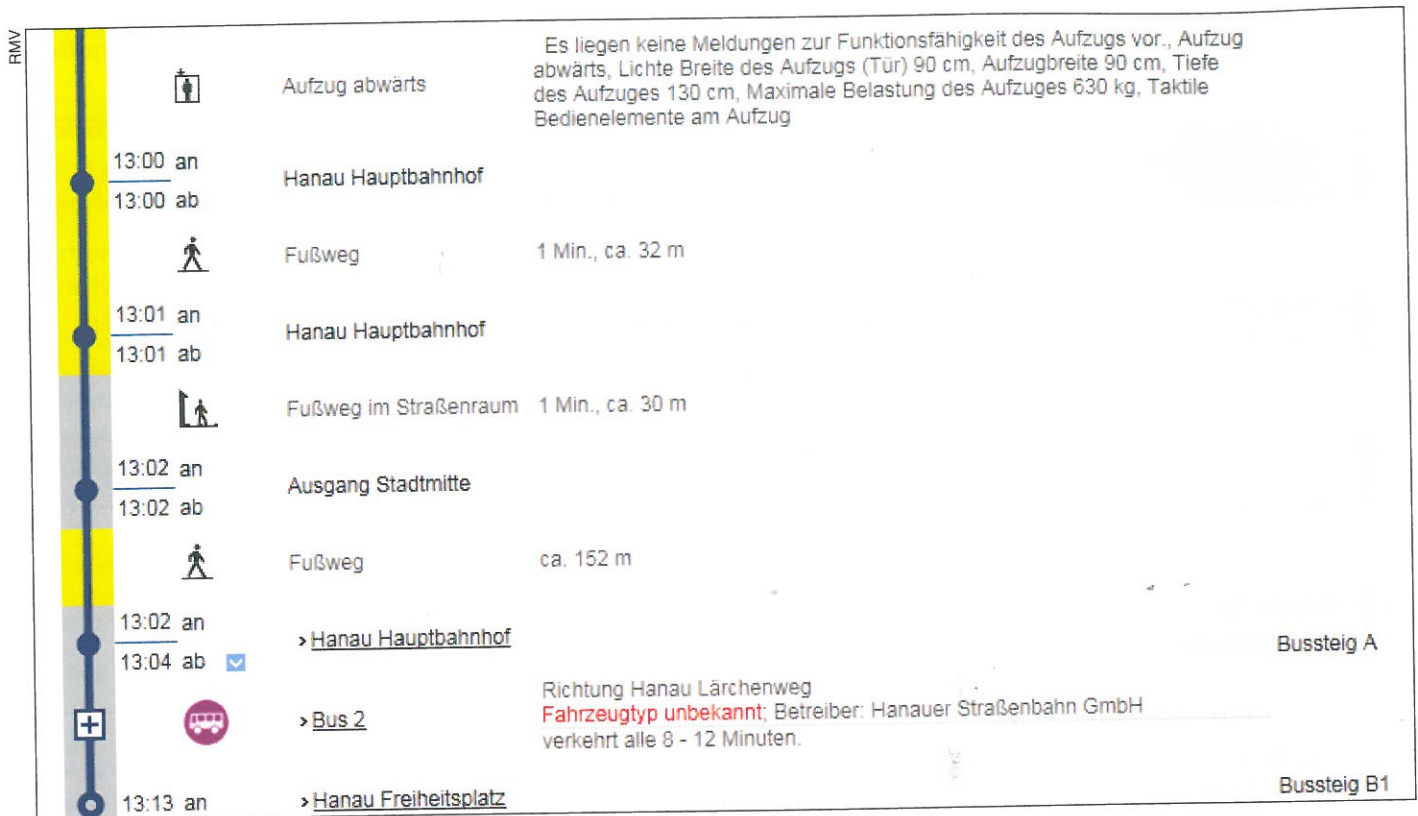 RMV
Es liegen keine Meldungen zur Funktionsfähigkeit des Aufzugs vor., Aufzug
Aufzug abwärts
abwärts, Lichte Breite des Aufzugs (Tür) 90 cm, Aufzugbreite 90 cm, Tiefe
des Aufzuges 130 cm, Maximale Belastung des Aufzuges 630 kg, Taktile
Bedienelemente am Aufzug
13:00 an
Hanau Hauptbahnhof
13:00 ab
Fußweg 1 Min., ca. 32 m
13:01 an
Hanau Hauptbahnhof
13:01 ab
Fußweg im Straßenraum 1 Min., ca. 30 m
13:02 an
Ausgang Stadtmitte
13:02 ab
Fußweg ca. 152 m
13:02 an
> Hanau Hauptbahnhof Bussteig A
13:04 ab
Richtung Hanau Lärchenweg
> Bus 2 Fahrzeugtyp unbekannt; Betreiber: Hanauer Straßenbahn GmbH
verkehrt alle 8 - 12 Minuten.
13:13 an > Hanau Freiheitsplatz Bussteig B1